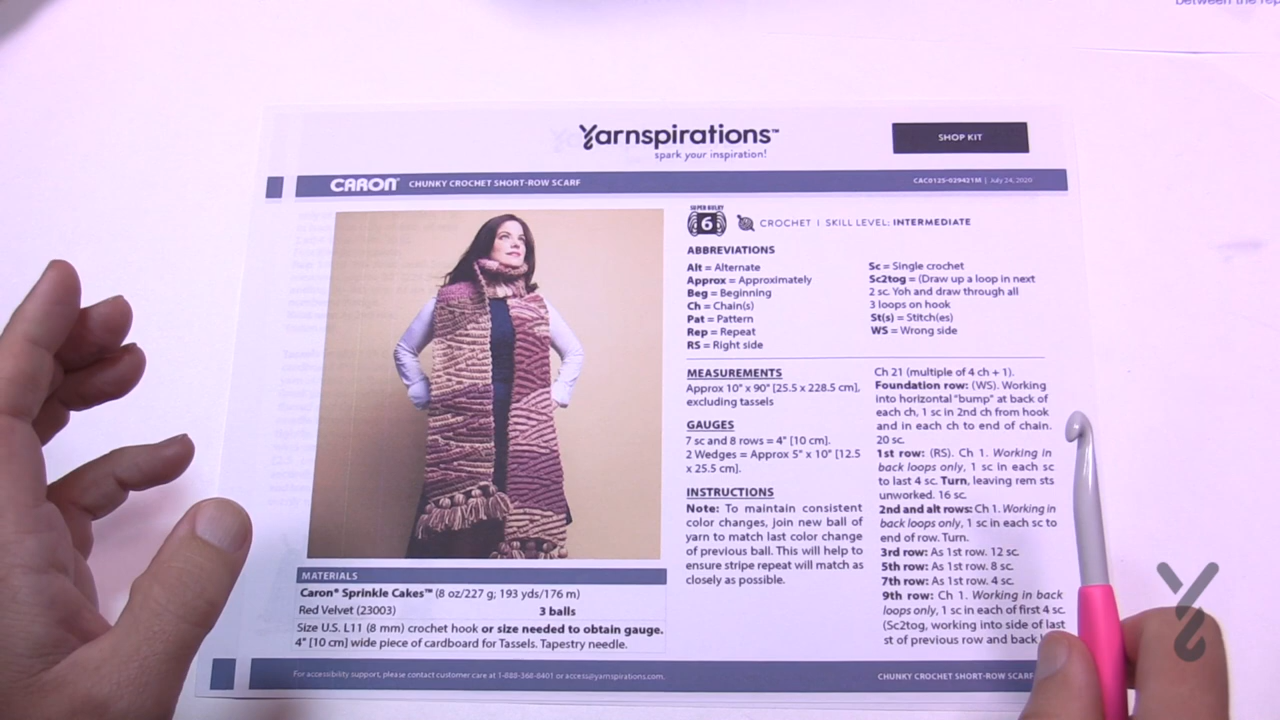 Between the rep
Yarnspirations™
spark your inspiration!
SHOP KIT
CARON® CHUNKY CROCHET SHORT-ROW SCARF
CAC0125-029421M | July 24, 2020
SUPER BULKY
6
CROCHET | SKILL LEVEL: INTERMEDIATE
ABBREVIATIONS
Alt = Alternate
Approx = Approximately
Beg = Beginning
Ch = Chain(s)
Pat = Pattern
Rep = Repeat
RS = Right side
Sc = Single crochet
Sc2tog = (Draw up a loop in next
2 sc. Yoh and draw through all
3 loops on hook
St(s) = Stitch(es)
WS = Wrong side
MEASUREMENTS
Approx 10" x 90" [25.5 x 228.5 cm],
excluding tassels
GAUGES
7 sc and 8 rows = 4" [10 cm].
2 Wedges = Approx 5" x 10" [12.5
x 25.5 cm].
INSTRUCTIONS
Note: To maintain consistent
color changes, join new ball of
yarn to match last color change
of previous ball. This will help to
ensure stripe repeat will match as
closely as possible.
Ch 21 (multiple of 4 ch + 1).
Foundation row: (WS). Working
into horizontal “bump” at back of
each ch, 1 sc in 2nd ch from hook
and in each ch to end of chain.
20 sc.
1st row: (RS). Ch 1. Working in
back loops only, 1 sc in each sc
to last 4 sc. Turn, leaving rem sts
unworked. 16 sc.
2nd and alt rows: Ch 1. Working in
back loops only, 1 sc in each sc to
end of row. Turn.
3rd row: As 1st row. 12 sc.
5th row: As 1st row. 8 sc.
7th row: As 1st row. 4 sc.
9th row: Ch 1. Working in back
loops only, 1 sc in each of first 4 sc.
(Sc2tog, working into side of last
st of previous row and back
MATERIALS
Caron® Sprinkle Cakes™ (8 oz/227 g; 193 yds/176 m)
Red Velvet (23003) 3 balls
Size U.S. L11 (8 mm) crochet hook or size needed to obtain gauge.
4" [10 cm] wide piece of cardboard for Tassels. Tapestry needle.
For accessibility support, please contact customer care at 1-888-368-8401 or access@yarnspirations.com.
CHUNKY CROCHET SHORT-ROW SCARF